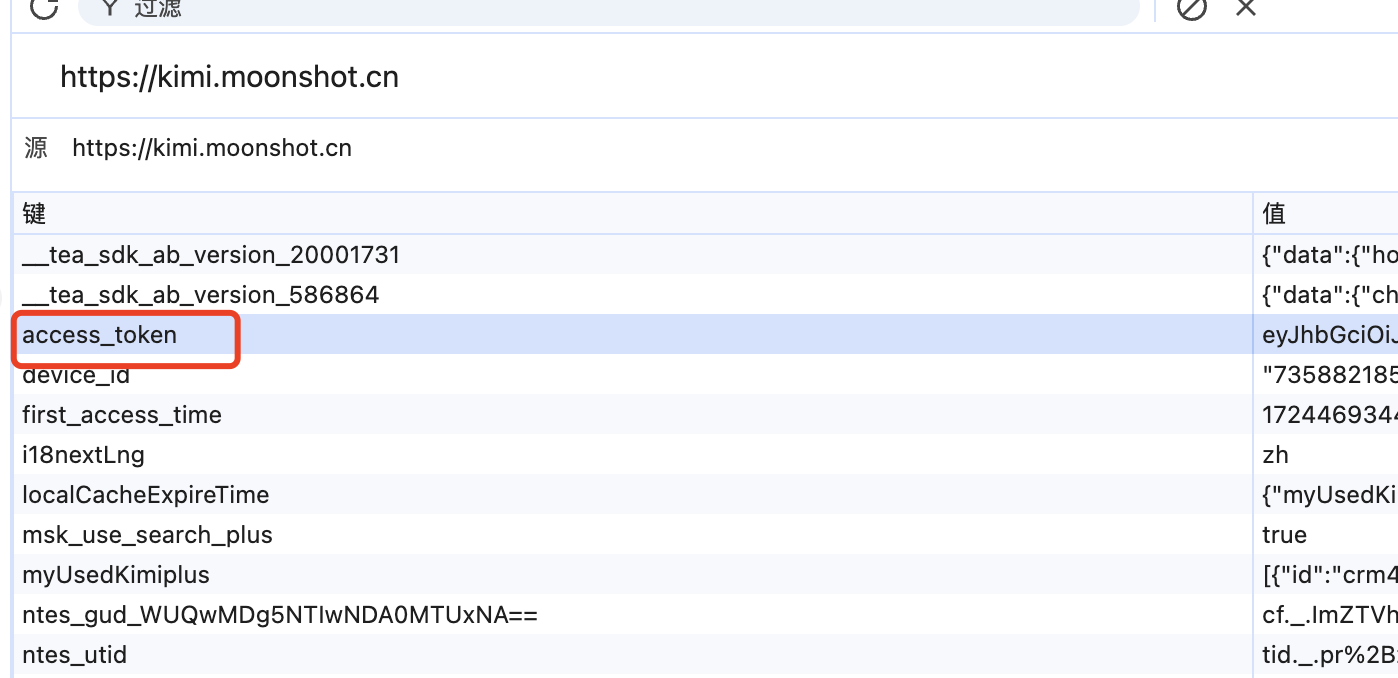 过滤
https://kimi.moonshot.cn
源 https://kimi.moonshot.cn
键 值
__tea_sdk_ab_version_20001731 {"data":{"ho
__tea_sdk_ab_version_586864 {"data":{"ch
access_token eyJhbGciOiJ
device_id "735882185
first_access_time 1724469344
i18nextLng zh
localCacheExpireTime {"myUsedKi
msk_use_search_plus true
myUsedKimiplus [{"id":"crm4
ntes_gud_WUQwMDg5NTIwNDA0MTUxNA== cf._.ImZTVh
ntes_utid tid._.pr%2B